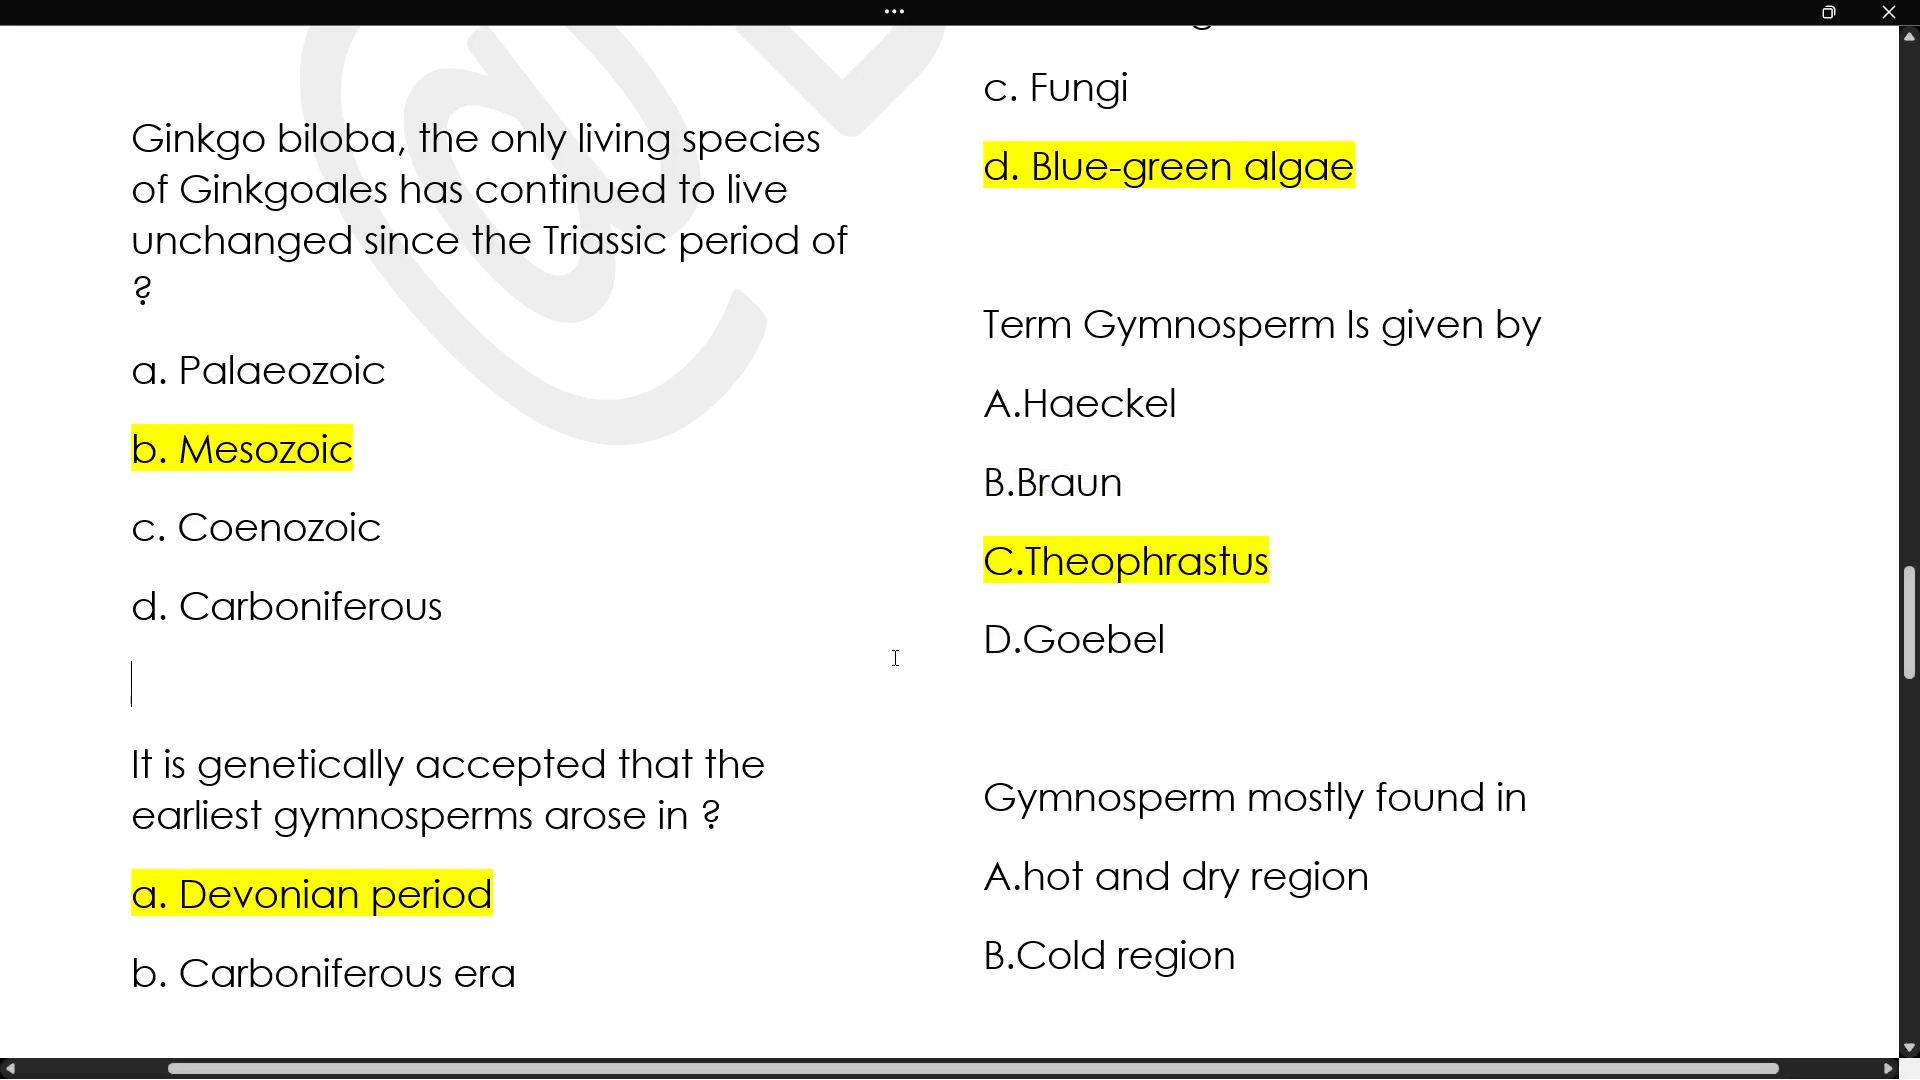 Ginkgo biloba, the only living species
of Ginkgoales has continued to live
unchanged since the Triassic period of
?
a. Palaeozoic
b. Mesozoic
c. Coenozoic
d. Carboniferous
It is genetically accepted that the
earliest gymnosperms arose in ?
a. Devonian period
b. Carboniferous era
c. Fungi
d. Blue-green algae
Term Gymnosperm Is given by
A.Haeckel
B.Braun
C.Theophrastus
D.Goebel
Gymnosperm mostly found in
A.hot and dry region
B.Cold region